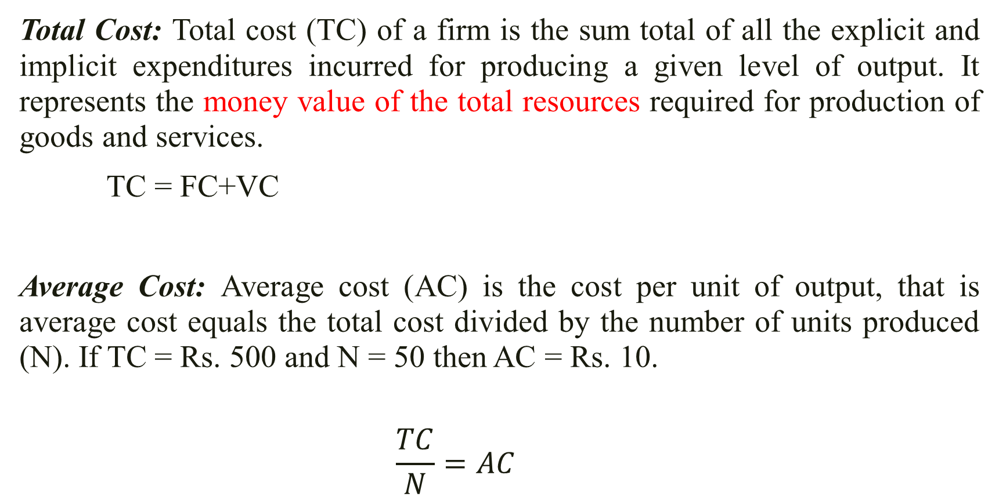 Total Cost: Total cost (TC) of a firm is the sum total of all the explicit and
implicit expenditures incurred for producing a given level of output. It
represents the money value of the total resources required for production of
goods and services.
TC = FC+VC
Average Cost: Average cost (AC) is the cost per unit of output, that is
average cost equals the total cost divided by the number of units produced
(N). If TC = Rs. 500 and N = 50 then AC = Rs. 10.
TC
= AC
N